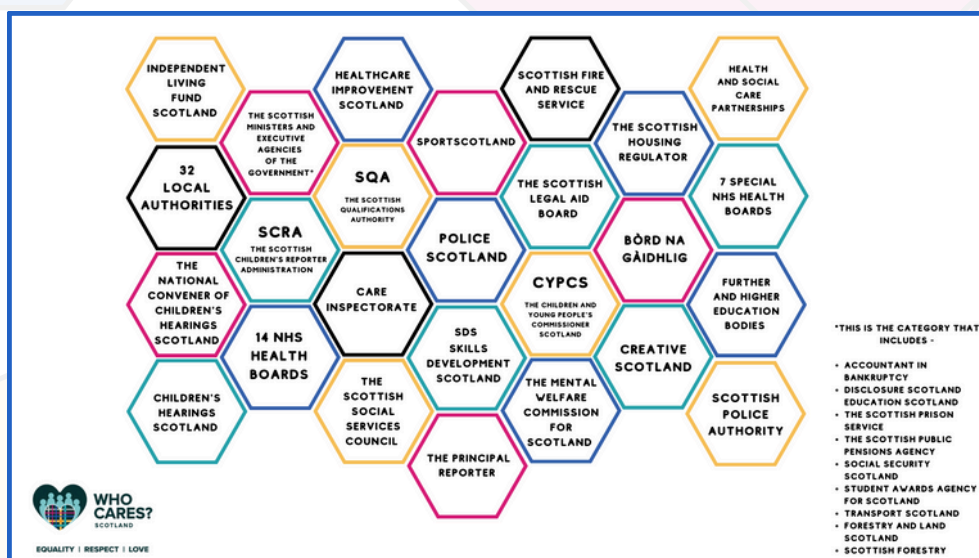 INDEPENDENT
LIVING
FUND
SCOTLAND
THE SCOTTISH
MINISTERS AND
EXECUTIVE
AGENCIES
OF THE
GOVERNMENT*
HEALTHCARE
IMPROVEMENT
SCOTLAND
SPORTSCOTLAND
SCOTTISH FIRE
AND RESCUE
SERVICE
THE SCOTTISH
HOUSING
REGULATOR
HEALTH
AND SOCIAL
CARE
PARTNERSHIPS
32
LOCAL
AUTHORITIES
SCRA
THE SCOTTISH
CHILDREN'S REPORTER
ADMINISTRATION
SQA
THE SCOTTISH
QUALIFICATIONS
AUTHORITY
POLICE
SCOTLAND
THE SCOTTISH
LEGAL AID
BOARD
BÒRD NA
GÀIDHLIG
7 SPECIAL
NHS HEALTH
BOARDS
THE
NATIONAL
CONVENER OF
CHILDREN'S
HEARINGS
SCOTLAND
14 NHS
HEALTH
BOARDS
CARE
INSPECTORATE
SDS
SKILLS
DEVELOPMENT
SCOTLAND
CYPCS
THE CHILDREN AND
YOUNG PEOPLE'S
COMMISSIONER
SCOTLAND
CREATIVE
SCOTLAND
FURTHER
AND HIGHER
EDUCATION
BODIES
CHILDREN'S
HEARINGS
SCOTLAND
THE
SCOTTISH
SOCIAL
SERVICES
COUNCIL
THE PRINCIPAL
REPORTER
THE MENTAL
WELFARE
COMMISSION
FOR
SCOTLAND
SCOTTISH
POLICE
AUTHORITY
*THIS IS THE CATEGORY THAT
INCLUDES -
• ACCOUNTANT IN
BANKRUPTCY
• DISCLOSURE SCOTLAND
EDUCATION SCOTLAND
• THE SCOTTISH PRISON
SERVICE
• THE SCOTTISH PUBLIC
PENSIONS AGENCY
• SOCIAL SECURITY
SCOTLAND
• STUDENT AWARDS AGENCY
FOR SCOTLAND
• TRANSPORT SCOTLAND
• FORESTRY AND LAND
SCOTLAND
• SCOTTISH FORESTRY
WHO
CARES?
SCOTLAND
EQUALITY | RESPECT | LOVE